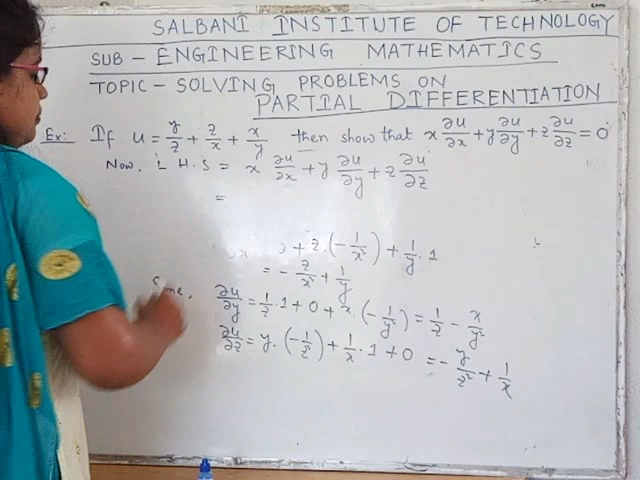 SALBANI INSTITUTE OF TECHNOLOGY
SUB - ENGINEERING MATHEMATICS
TOPIC - SOLVING PROBLEMS ON
PARTIAL DIFFERENTIATION
Ex: If u = y/z + z/x + x/y then show that x ∂u/∂x + y ∂u/∂y + z ∂u/∂z = 0
Now, L.H.S = x ∂u/∂x + y ∂u/∂y + z ∂u/∂z
=
+ z·(-1/x²) + 1/y · 1
= - z/x² + 1/y
∂u/∂y = 1/z · 1 + 0 + x·(-1/y²) = 1/z - x/y²
∂u/∂z = y·(-1/z²) + 1/x · 1 + 0 = - y/z² + 1/x